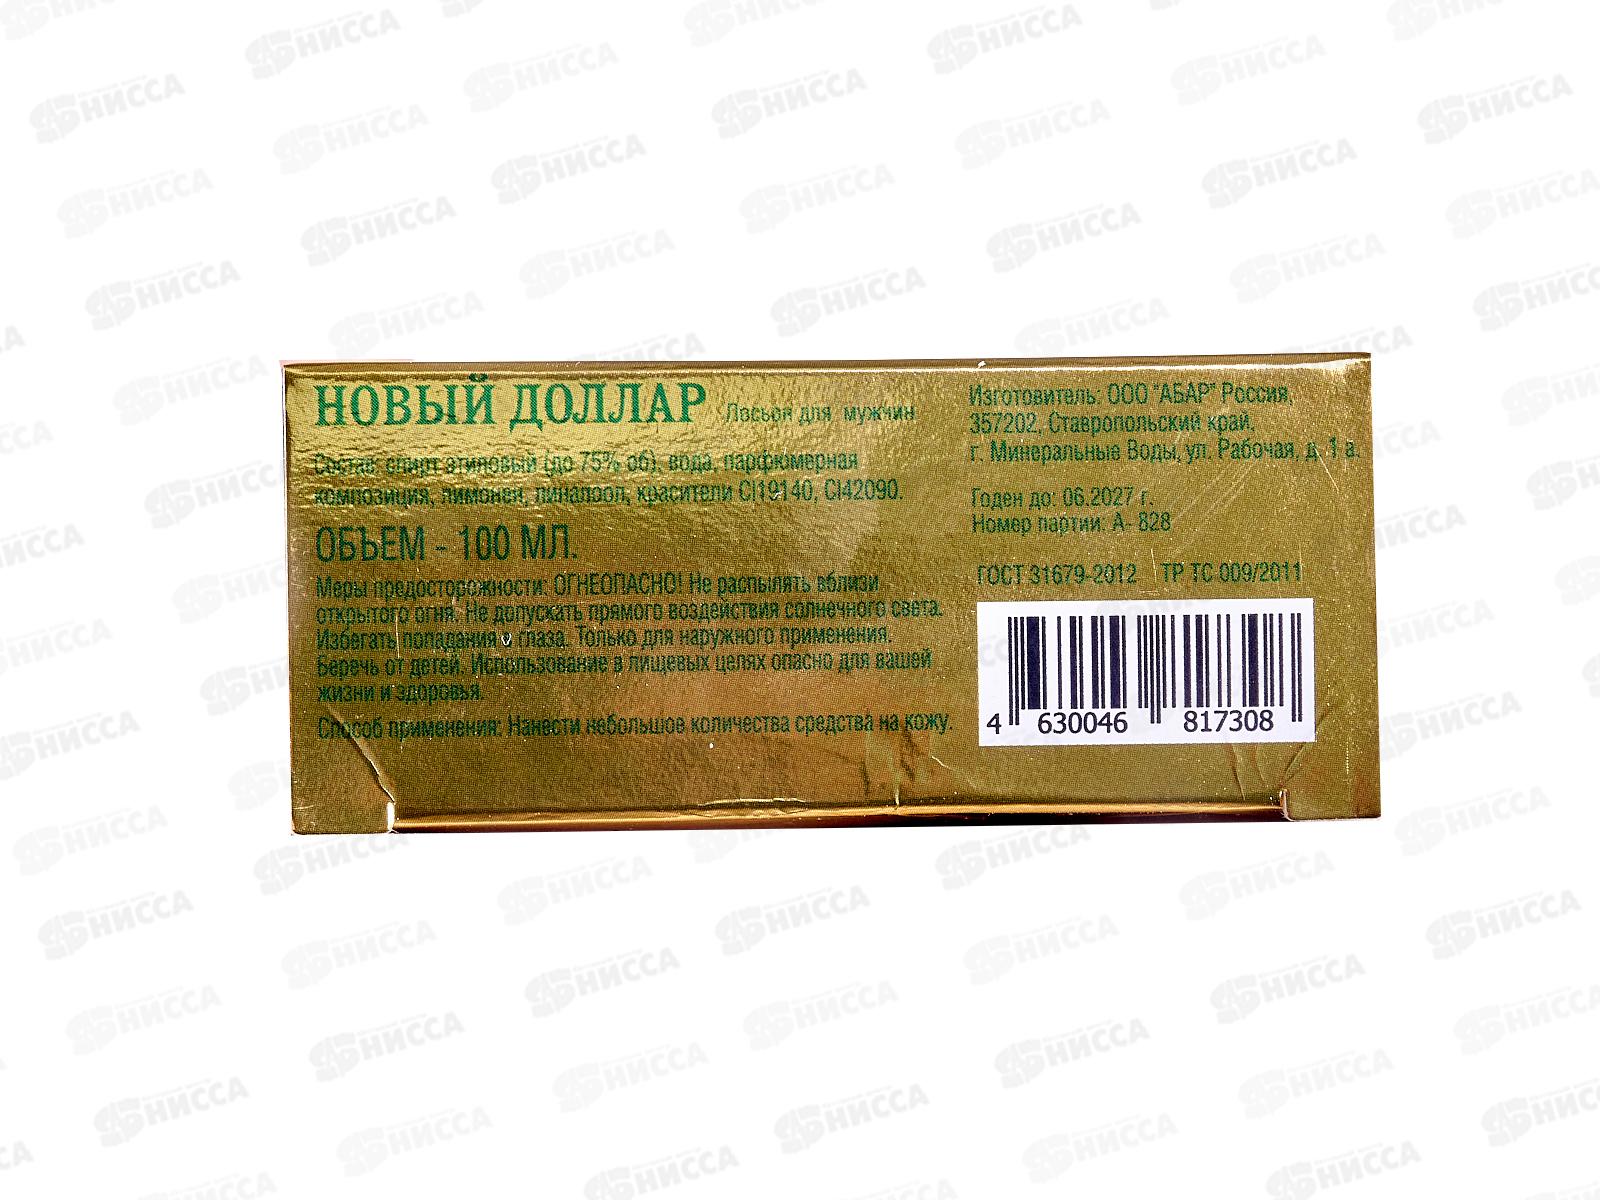 НОВЫЙ ДОЛЛАР Лосьон для мужчин
Состав: спирт этиловый (до 75% об), вода, парфюмерная
композиция, лимонен, линалоол, красители CI19140, CI42090.
ОБЪЕМ - 100 МЛ.
Меры предосторожности: ОГНЕОПАСНО! Не распылять вблизи
открытого огня. Не допускать прямого воздействия солнечного света.
Избегать попадания в глаза. Только для наружного применения.
Беречь от детей. Использование в пищевых целях опасно для вашей
жизни и здоровья.
Способ применения: Нанести небольшое количества средства на кожу.
Изготовитель: ООО "АБАР" Россия,
357202, Ставропольский край,
г. Минеральные Воды, ул. Рабочая, д. 1 а.
Годен до: 06.2027 г.
Номер партии: А- 828
ГОСТ 31679-2012 ТР ТС 009/2011
4 630046 817308
НИССА